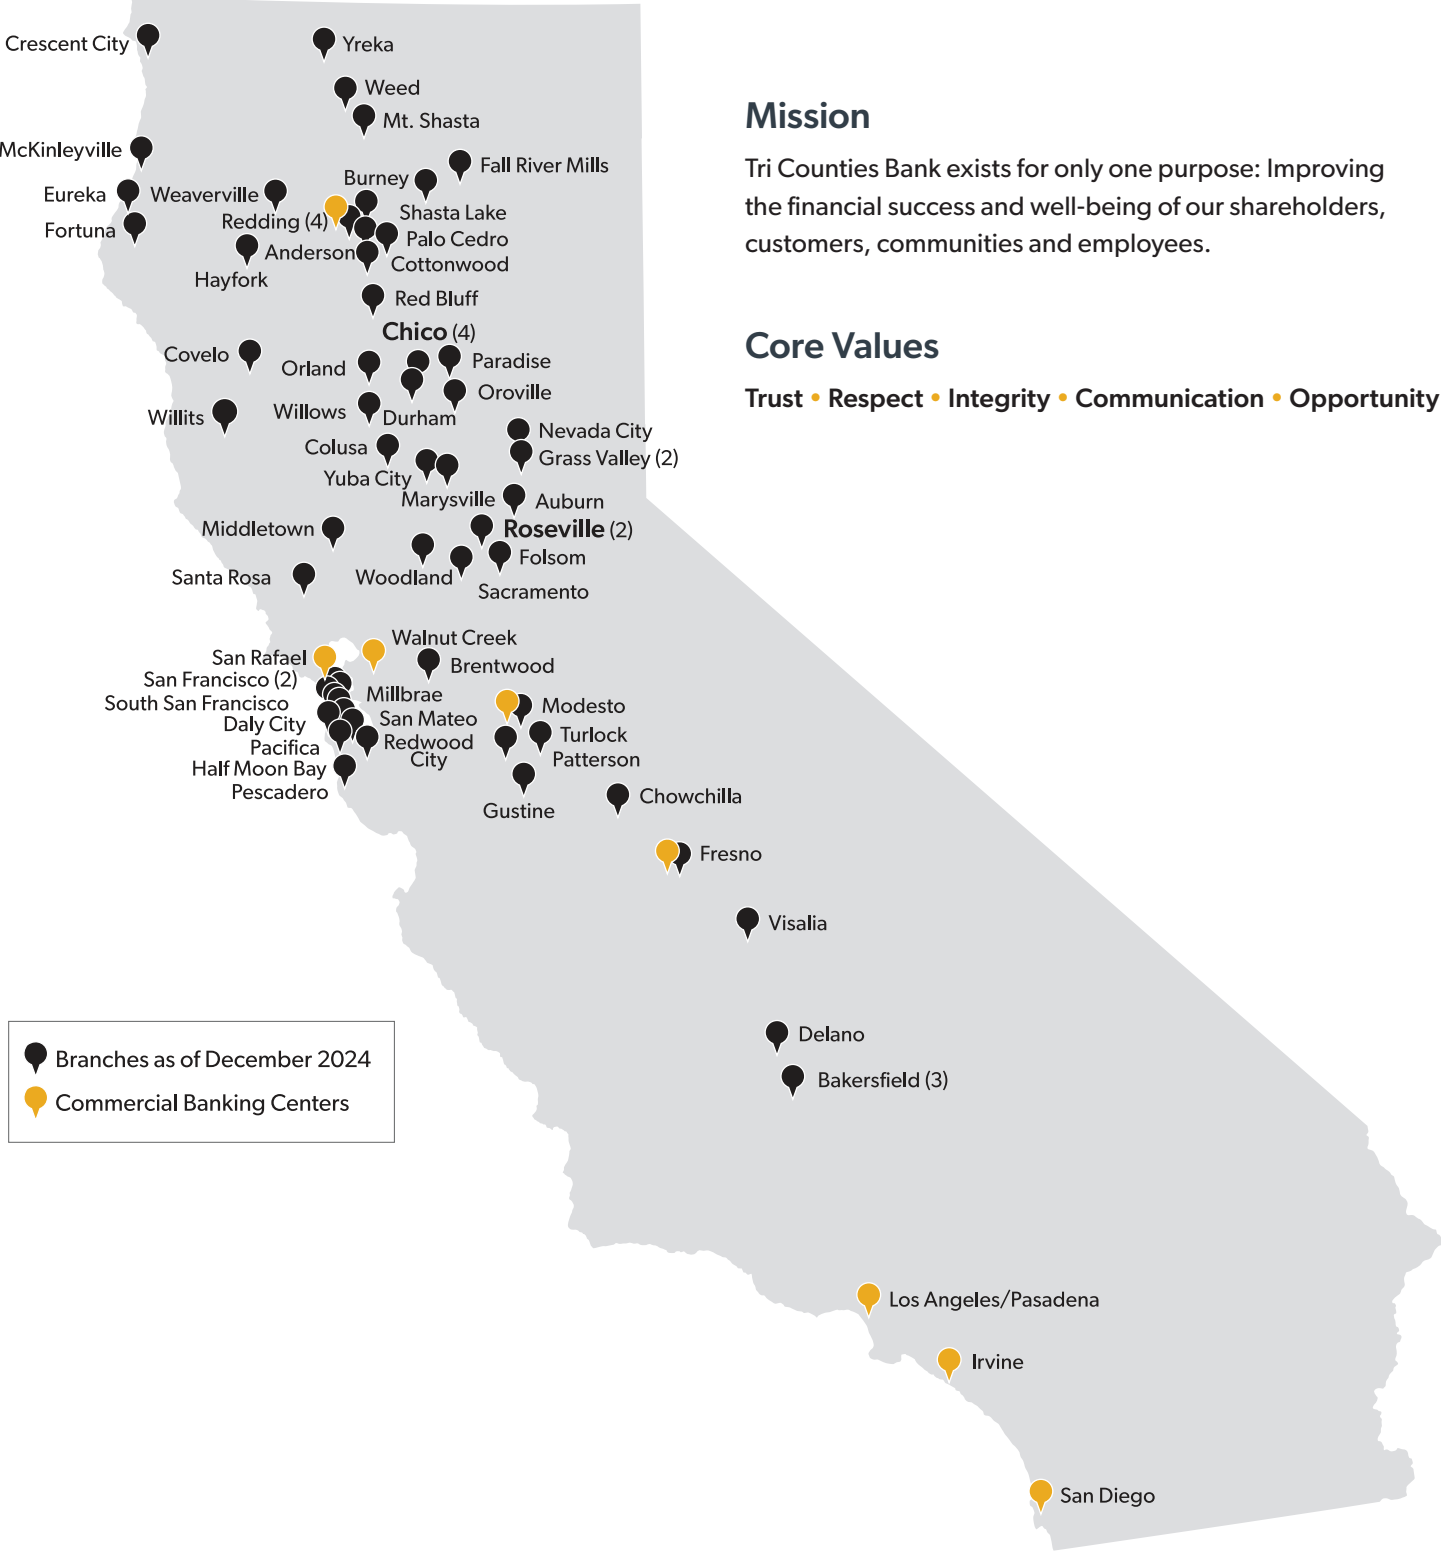 Crescent City
Yreka
Weed
Mt. Shasta
McKinleyville
Fall River Mills
Burney
Eureka
Weaverville
Shasta Lake
Redding (4)
Fortuna
Palo Cedro
Anderson
Cottonwood
Hayfork
Red Bluff
Chico (4)
Covelo
Orland
Paradise
Oroville
Willits
Willows
Durham
Nevada City
Colusa
Grass Valley (2)
Yuba City
Marysville
Auburn
Middletown
Roseville (2)
Folsom
Santa Rosa
Woodland
Sacramento
Walnut Creek
San Rafael
Brentwood
San Francisco (2)
Millbrae
South San Francisco
Modesto
San Mateo
Daly City
Turlock
Redwood
City
Pacifica
Patterson
Half Moon Bay
Pescadero
Chowchilla
Gustine
Fresno
Visalia
Delano
Bakersfield (3)
Los Angeles/Pasadena
Irvine
San Diego
Branches as of December 2024
Commercial Banking Centers
Mission
Tri Counties Bank exists for only one purpose: Improving
the financial success and well-being of our shareholders,
customers, communities and employees.
Core Values
Trust • Respect • Integrity • Communication • Opportunity